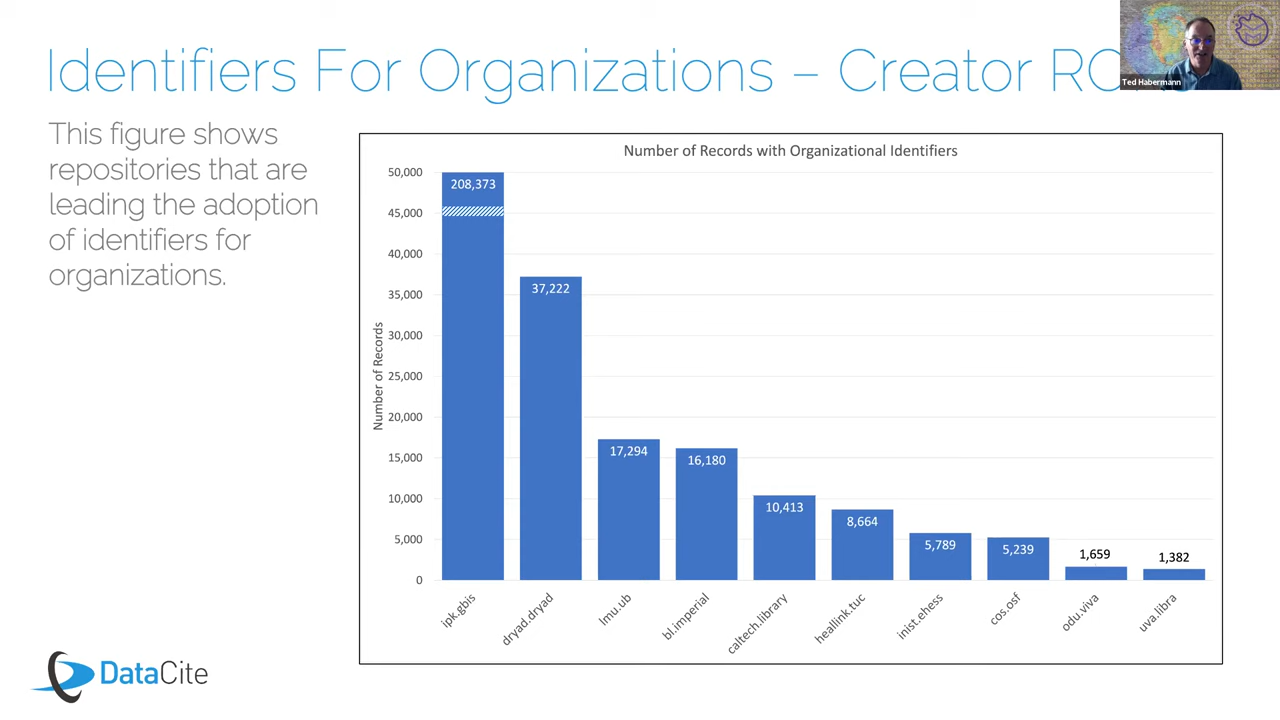 Identifiers For Organizations – Creator
Ted Habermann
This figure shows
repositories that are
leading the adoption
of identifiers for
organizations.
Number of Records with Organizational Identifiers
Number of Records
50,000
45,000
40,000
35,000
30,000
25,000
20,000
15,000
10,000
5,000
0
208,373
37,222
17,294
16,180
10,413
8,664
5,789
5,239
1,659
1,382
ipk.gbis
dryad.dryad
lmu.ub
bl.imperial
caltech.library
heallink.tuc
inist.ehess
cos.osf
odu.viva
uva.libra
DataCite